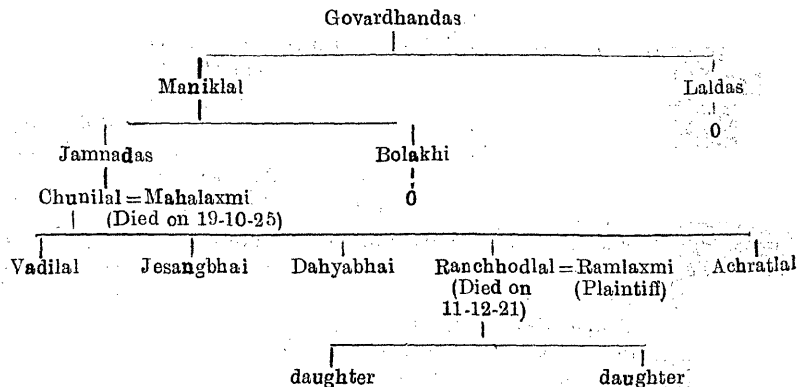 Govardhandas
Maniklal Laldas
0
Jamnadas Bolakhi
Chunilal = Mahalaxmi 0
(Died on 19-10-25)
Vadilal Jesangbhai Dahyabhai Ranchhodlal = Ramlaxmi Achratlal
(Died on (Plaintiff)
11-12-21)
daughter daughter